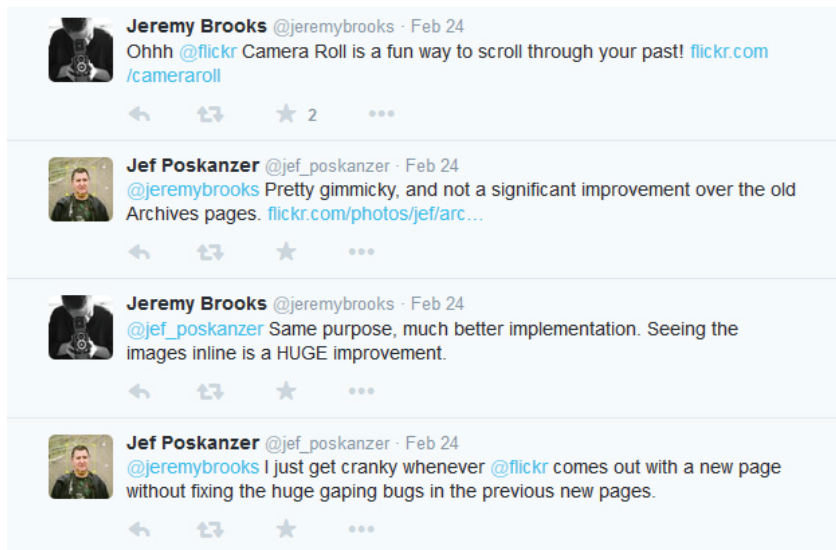 Jeremy Brooks @jeremybrooks · Feb 24
Ohhh @flickr Camera Roll is a fun way to scroll through your past! flickr.com
/cameraroll
2
Jef Poskanzer @jef_poskanzer · Feb 24
@jeremybrooks Pretty gimmicky, and not a significant improvement over the old
Archives pages. flickr.com/photos/jef/arc...
Jeremy Brooks @jeremybrooks · Feb 24
@jef_poskanzer Same purpose, much better implementation. Seeing the
images inline is a HUGE improvement.
Jef Poskanzer @jef_poskanzer · Feb 24
@jeremybrooks I just get cranky whenever @flickr comes out with a new page
without fixing the huge gaping bugs in the previous new pages.